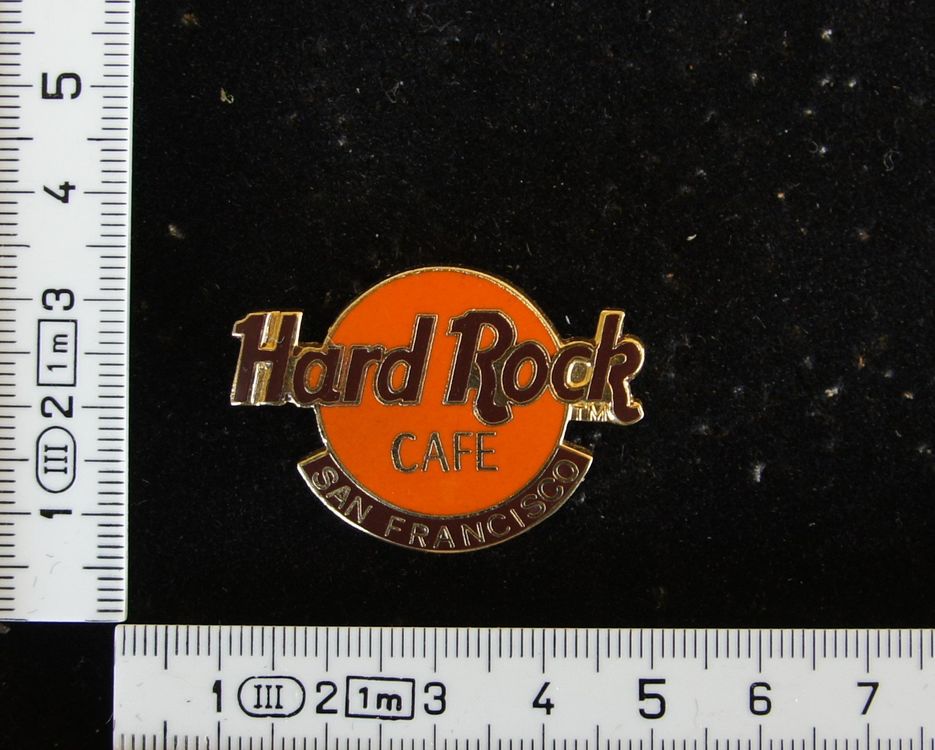 5
4
3
1m
2
III
1
Hard Rock
TM
CAFE
SAN FRANCISCO
1 III 2 1m 3 4 5 6 7